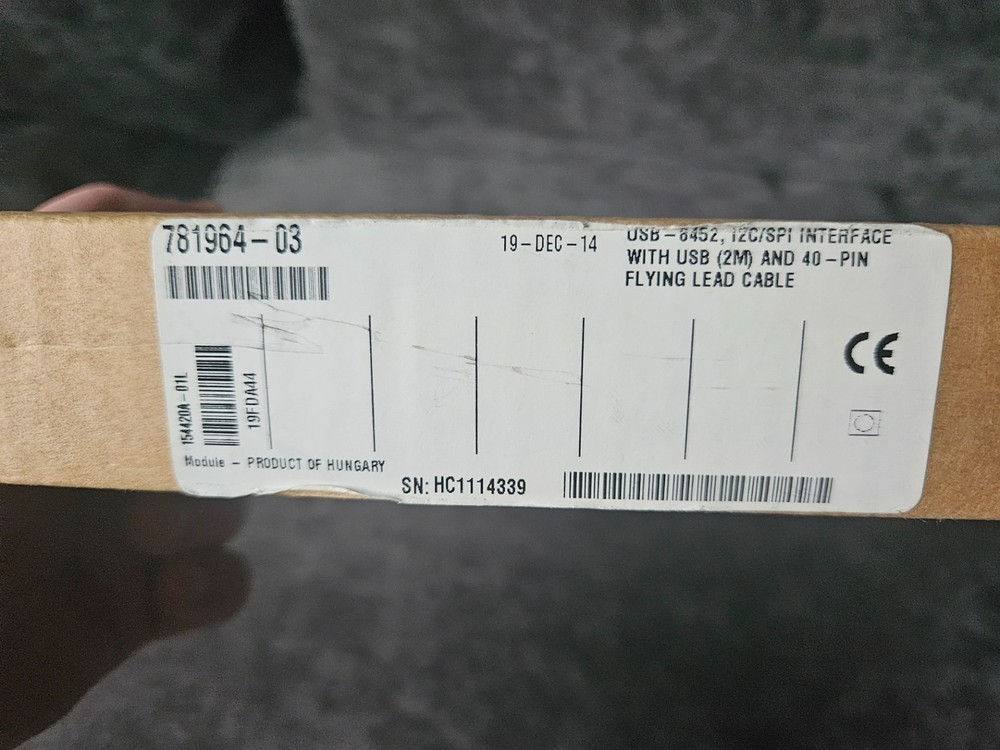 781964-03
19-DEC-14
USB-8452, I2C/SPI INTERFACE
WITH USB (2M) AND 40-PIN
FLYING LEAD CABLE
154420A-01L
19FDA44
CE
Module - PRODUCT OF HUNGARY
SN: HC1114339